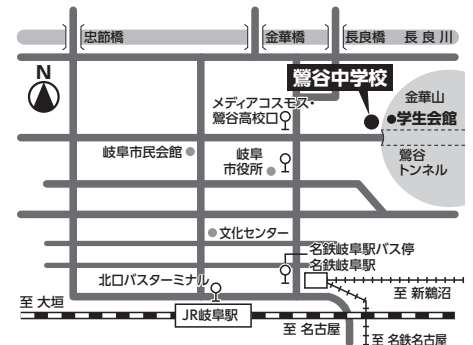 忠節橋
金華橋
長良橋
長良川
N
鶯谷中学校
金華山
メディアコスモス・
鶯谷高校口
学生会館
岐阜市民会館
岐阜
市役所
鶯谷
トンネル
文化センター
名鉄岐阜駅バス停
名鉄岐阜駅
北口バスターミナル
至 新鵜沼
至 大垣
JR岐阜駅
至 名古屋
至 名鉄名古屋